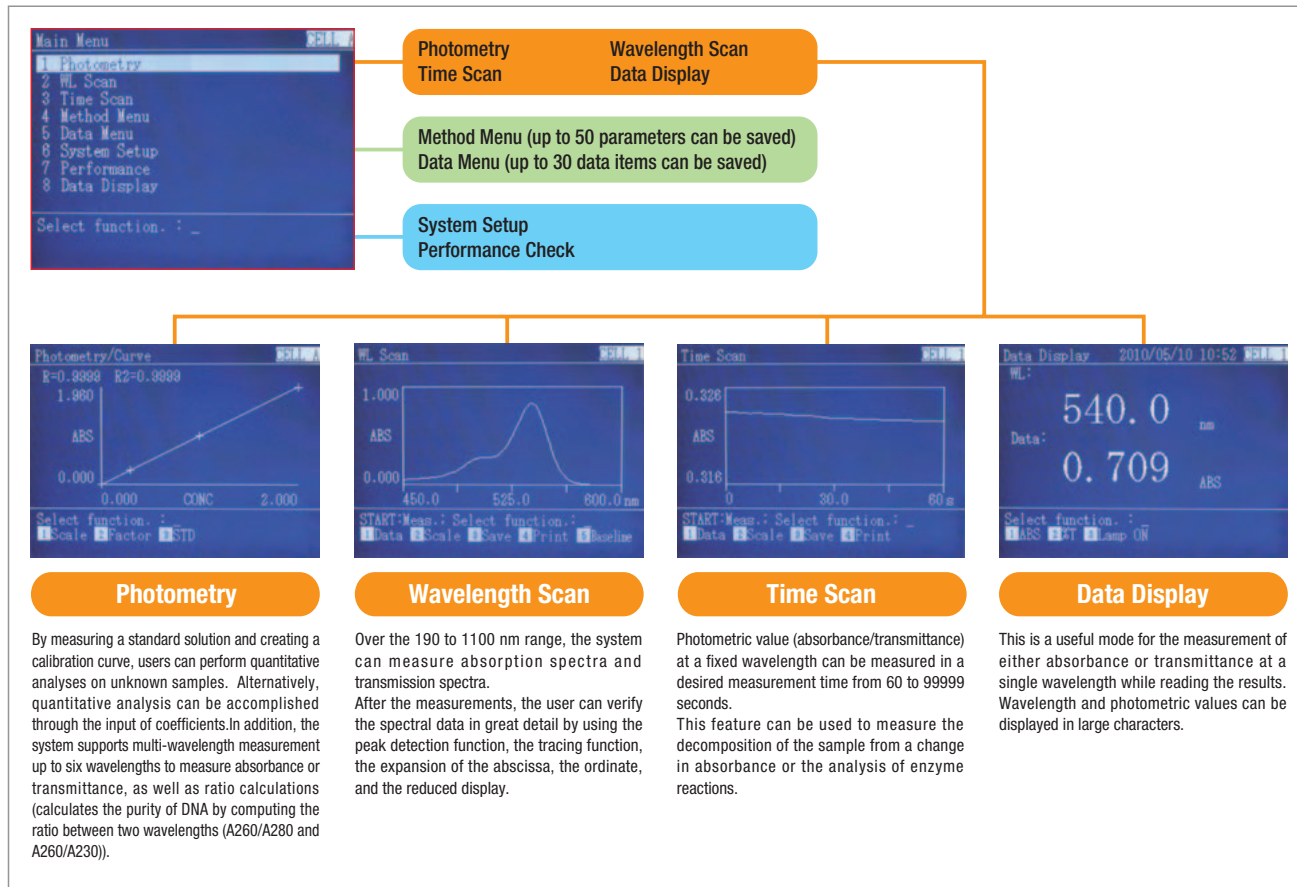 Main Menu CELL A
1 Photometry
2 WL Scan
3 Time Scan
4 Method Menu
5 Data Menu
6 System Setup
7 Performance
8 Data Display
Select function. : _
Photometry Wavelength Scan
Time Scan Data Display
Method Menu (up to 50 parameters can be saved)
Data Menu (up to 30 data items can be saved)
System Setup
Performance Check
Photometry/Curve CELL A
R=0.9999 R2=0.9999
1.960
ABS
0.000
0.000 CONC 2.000
Select function. :
1 Scale 2 Factor 3 STD
WL Scan CELL 1
1.000
ABS
0.000
450.0 525.0 600.0 nm
START:Meas.: Select function.:
1 Data 2 Scale 3 Save 4 Print 5 Baseline
Time Scan CELL 1
0.326
ABS
0.316
0 30.0 60 s
START:Meas.: Select function.: _
1 Data 2 Scale 3 Save 4 Print
Data Display 2010/05/10 10:52 CELL 1
WL:
540.0 nm
Data:
0.709 ABS
Select function. :
1 ABS 2 %T 3 Lamp ON
Photometry
By measuring a standard solution and creating a
calibration curve, users can perform quantitative
analyses on unknown samples. Alternatively,
quantitative analysis can be accomplished
through the input of coefficients.In addition, the
system supports multi-wavelength measurement
up to six wavelengths to measure absorbance or
transmittance, as well as ratio calculations
(calculates the purity of DNA by computing the
ratio between two wavelengths (A260/A280 and
A260/A230)).
Wavelength Scan
Over the 190 to 1100 nm range, the system
can measure absorption spectra and
transmission spectra.
After the measurements, the user can verify
the spectral data in great detail by using the
peak detection function, the tracing function,
the expansion of the abscissa, the ordinate,
and the reduced display.
Time Scan
Photometric value (absorbance/transmittance)
at a fixed wavelength can be measured in a
desired measurement time from 60 to 99999
seconds.
This feature can be used to measure the
decomposition of the sample from a change
in absorbance or the analysis of enzyme
reactions.
Data Display
This is a useful mode for the measurement of
either absorbance or transmittance at a
single wavelength while reading the results.
Wavelength and photometric values can be
displayed in large characters.